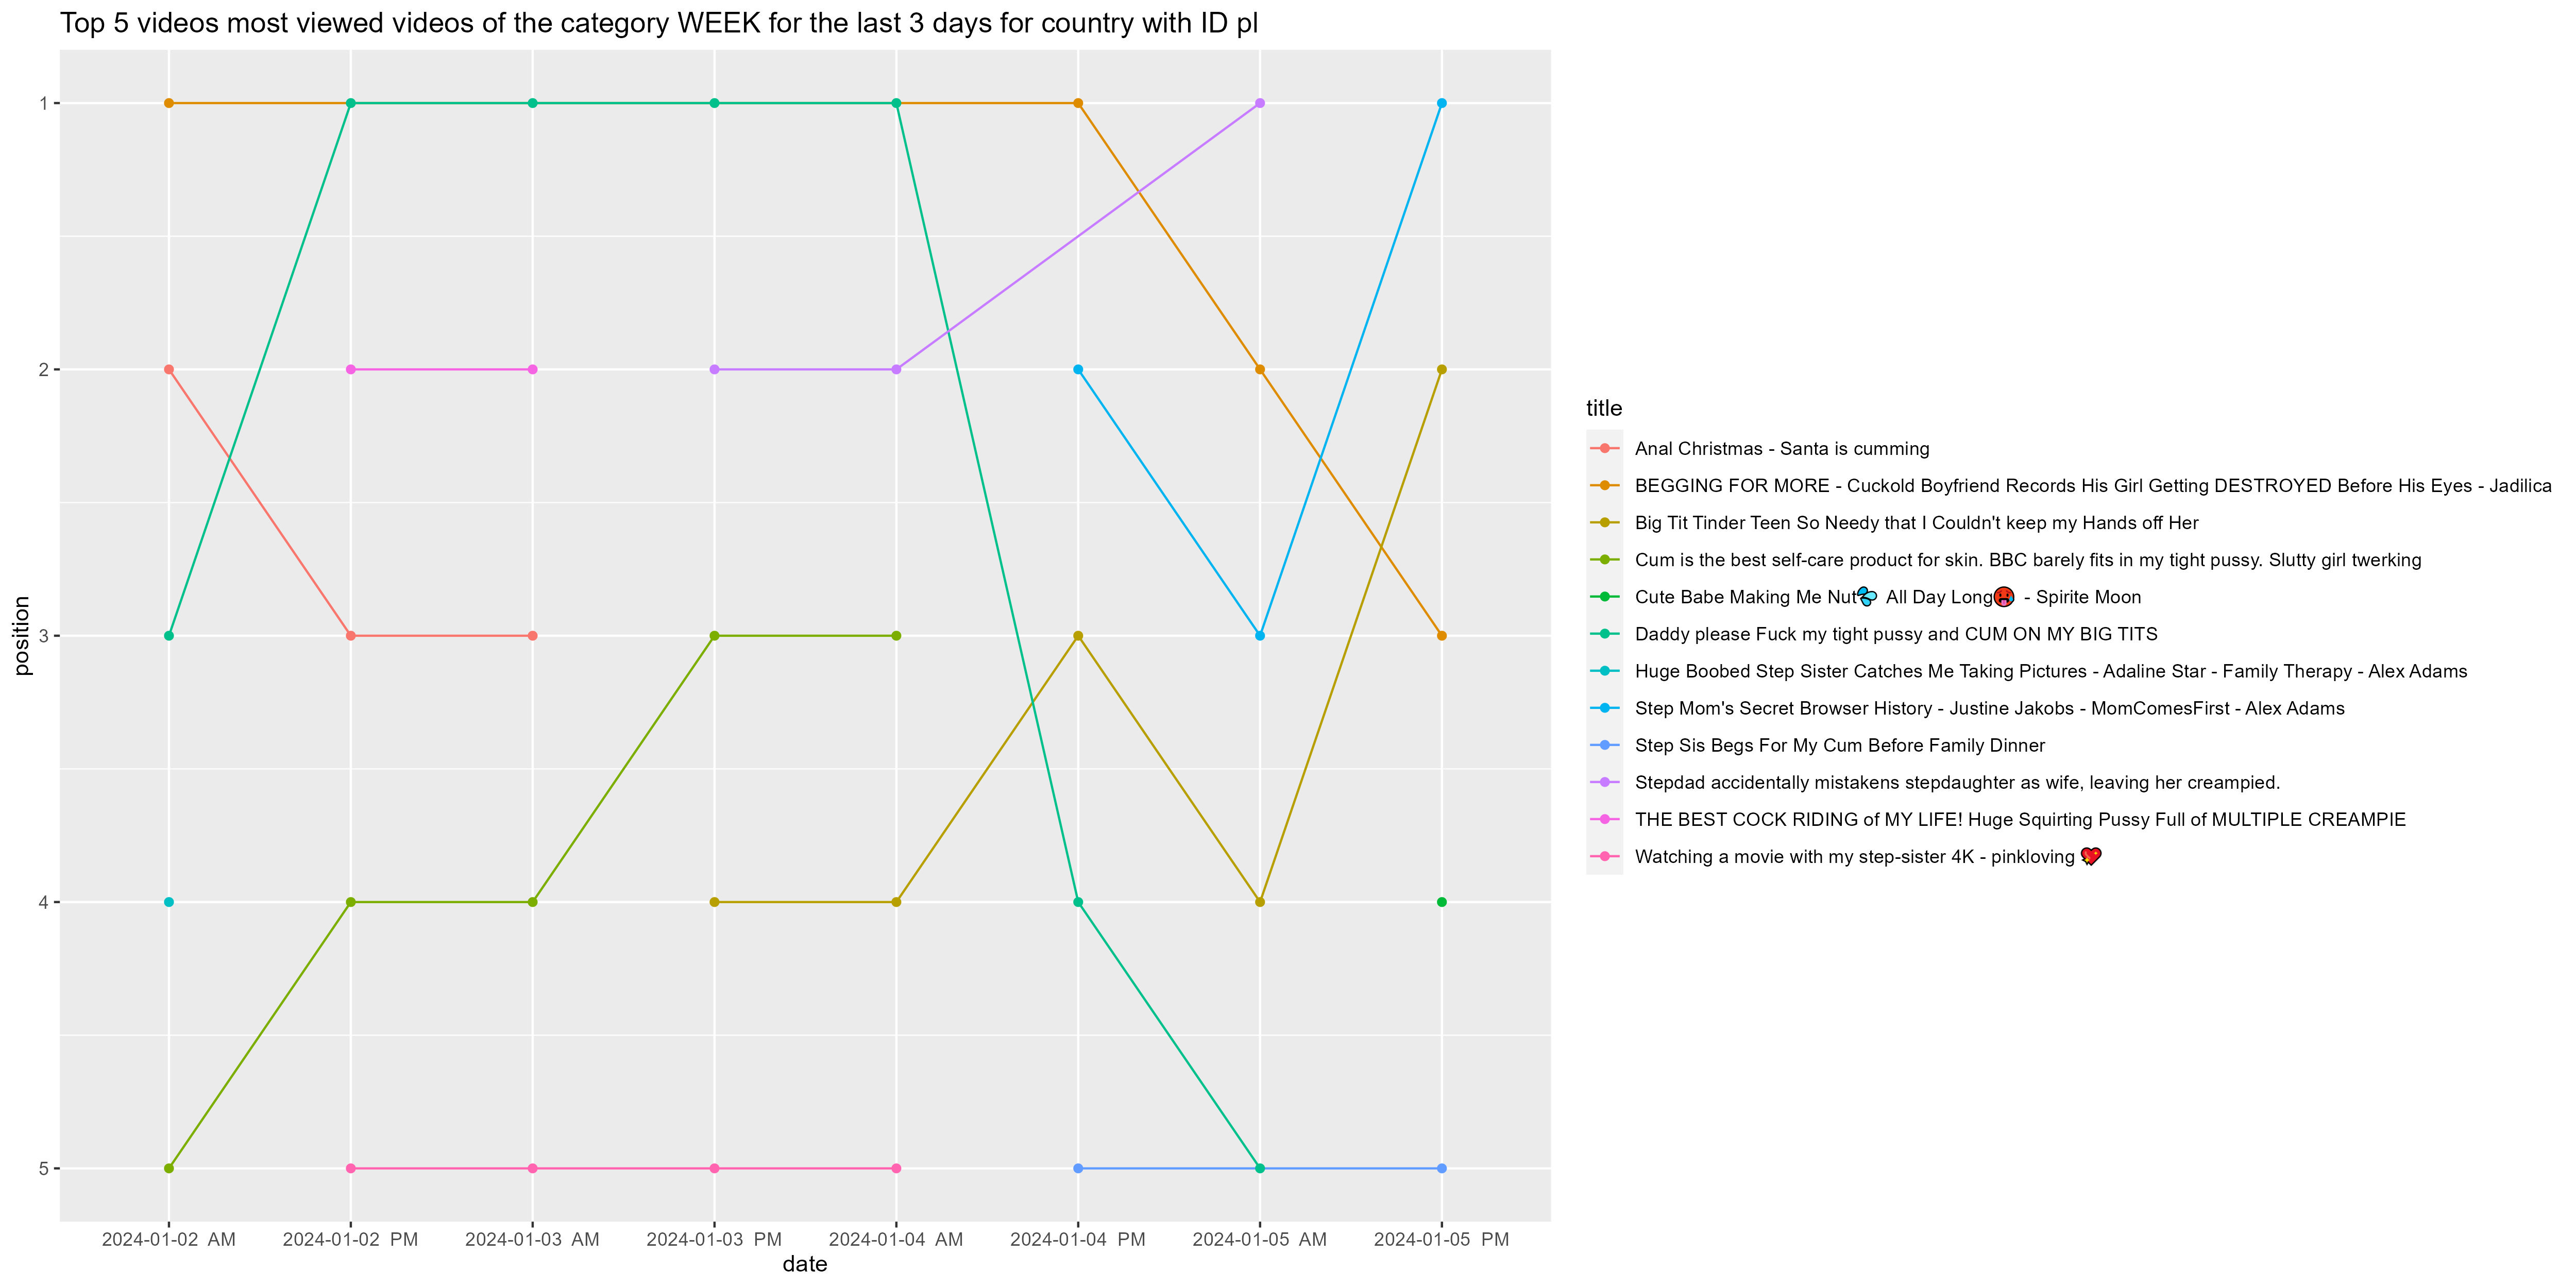 Top 5 videos most viewed videos of the category WEEK for the last 3 days for country with ID pl
position
1
2
3
4
5
2024-01-02 AM
2024-01-02 PM
2024-01-03 AM
2024-01-03 PM
2024-01-04 AM
2024-01-04 PM
2024-01-05 AM
2024-01-05 PM
date
title
Anal Christmas - Santa is cumming
BEGGING FOR MORE - Cuckold Boyfriend Records His Girl Getting DESTROYED Before His Eyes - Jadilica
Big Tit Tinder Teen So Needy that I Couldn't keep my Hands off Her
Cum is the best self-care product for skin. BBC barely fits in my tight pussy. Slutty girl twerking
Cute Babe Making Me Nut💦 All Day Long🥵 - Spirite Moon
Daddy please Fuck my tight pussy and CUM ON MY BIG TITS
Huge Boobed Step Sister Catches Me Taking Pictures - Adaline Star - Family Therapy - Alex Adams
Step Mom's Secret Browser History - Justine Jakobs - MomComesFirst - Alex Adams
Step Sis Begs For My Cum Before Family Dinner
Stepdad accidentally mistakens stepdaughter as wife, leaving her creampied.
THE BEST COCK RIDING of MY LIFE! Huge Squirting Pussy Full of MULTIPLE CREAMPIE
Watching a movie with my step-sister 4K - pinkloving 💖